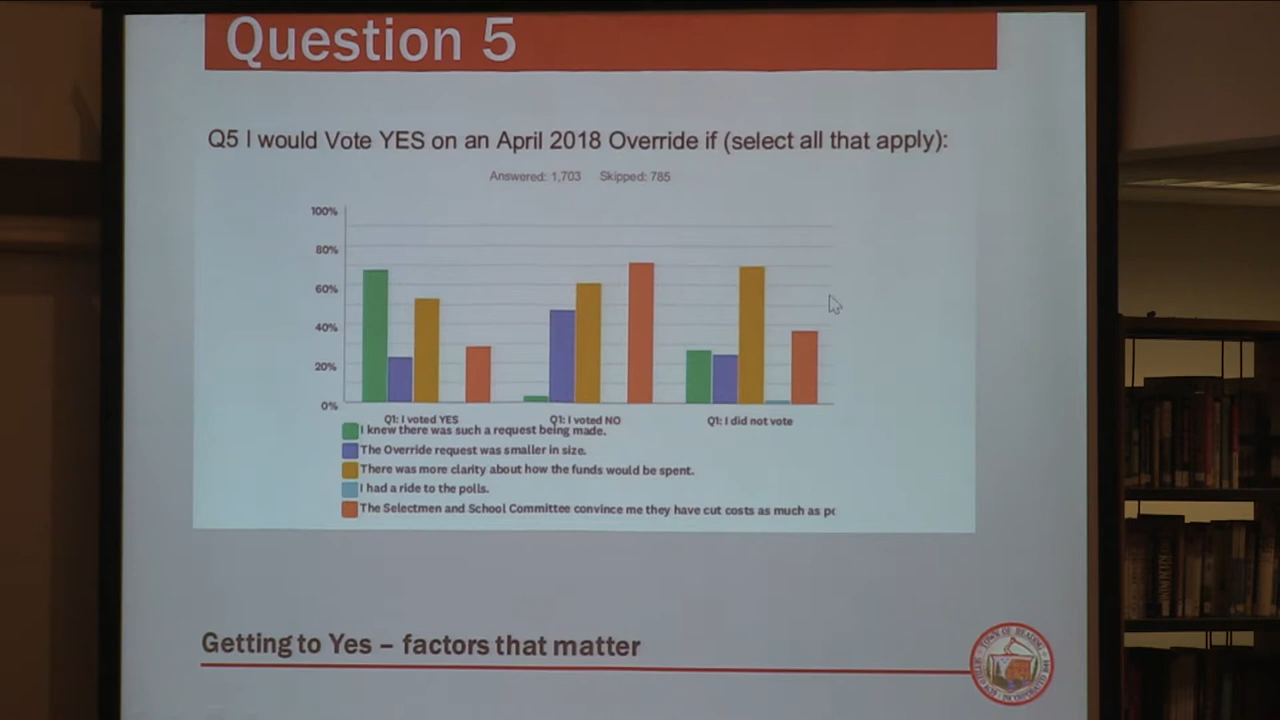 Question 5
Q5 I would Vote YES on an April 2018 Override if (select all that apply):
Answered: 1,703 Skipped: 785
100%
80%
60%
40%
20%
0%
Q1: I voted YES
Q1: I voted NO
Q1: I did not vote
I knew there was such a request being made.
The Override request was smaller in size.
There was more clarity about how the funds would be spent.
I had a ride to the polls.
The Selectmen and School Committee convince me they have cut costs as much as
Getting to Yes – factors that matter
TOWN OF READING